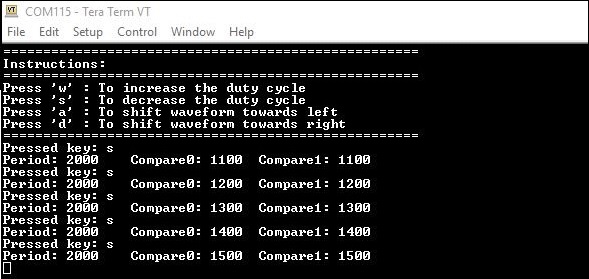 COM115 - Tera Term VT
File Edit Setup Control Window Help
====================================================
Instructions:
====================================================
Press 'w' : To increase the duty cycle
Press 's' : To decrease the duty cycle
Press 'a' : To shift waveform towards left
Press 'd' : To shift waveform towards right
====================================================
Pressed key: s
Period: 2000 Compare0: 1100 Compare1: 1100
Pressed key: s
Period: 2000 Compare0: 1200 Compare1: 1200
Pressed key: s
Period: 2000 Compare0: 1300 Compare1: 1300
Pressed key: s
Period: 2000 Compare0: 1400 Compare1: 1400
Pressed key: s
Period: 2000 Compare0: 1500 Compare1: 1500